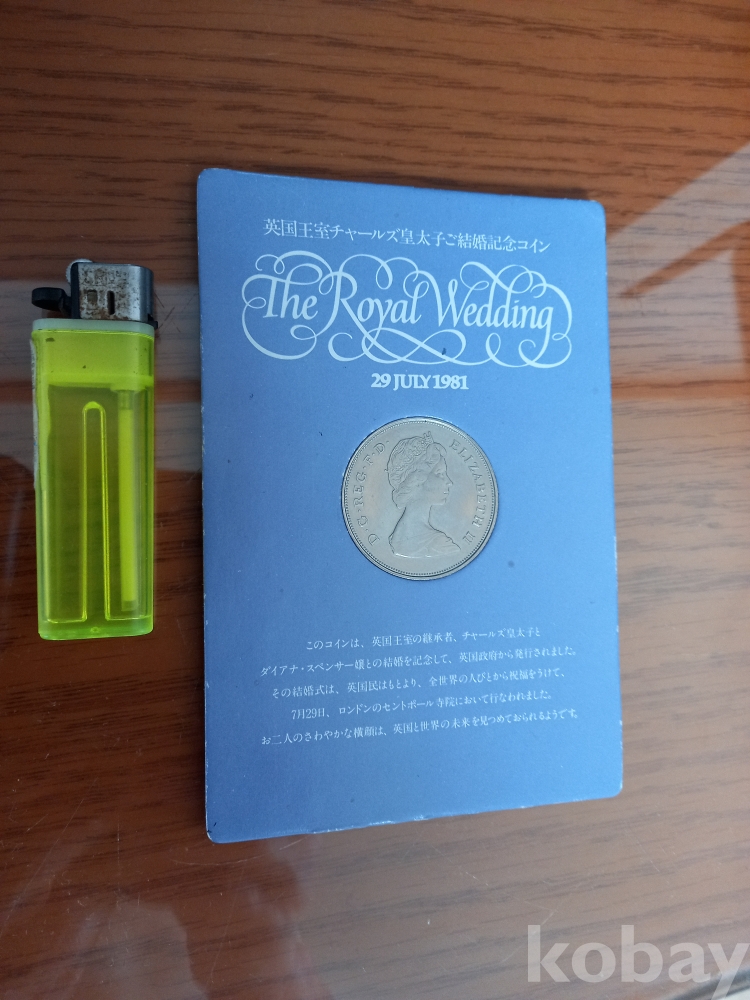 英国王室チャールズ皇太子ご結婚記念コイン
The Royal Wedding
29 JULY 1981
D·G·REG·F·D· ELIZABETH II
このコインは、英国王室の継承者、チャールズ皇太子と
ダイアナ・スペンサー嬢との結婚を記念して、英国政府から発行されました。
その結婚式は、英国民はもとより、全世界の人びとから祝福をうけて、
7月29日、ロンドンのセントポール寺院において行なわれました。
お二人のさわやかな横顔は、英国と世界の未来を見つめておられるようです。
kobay